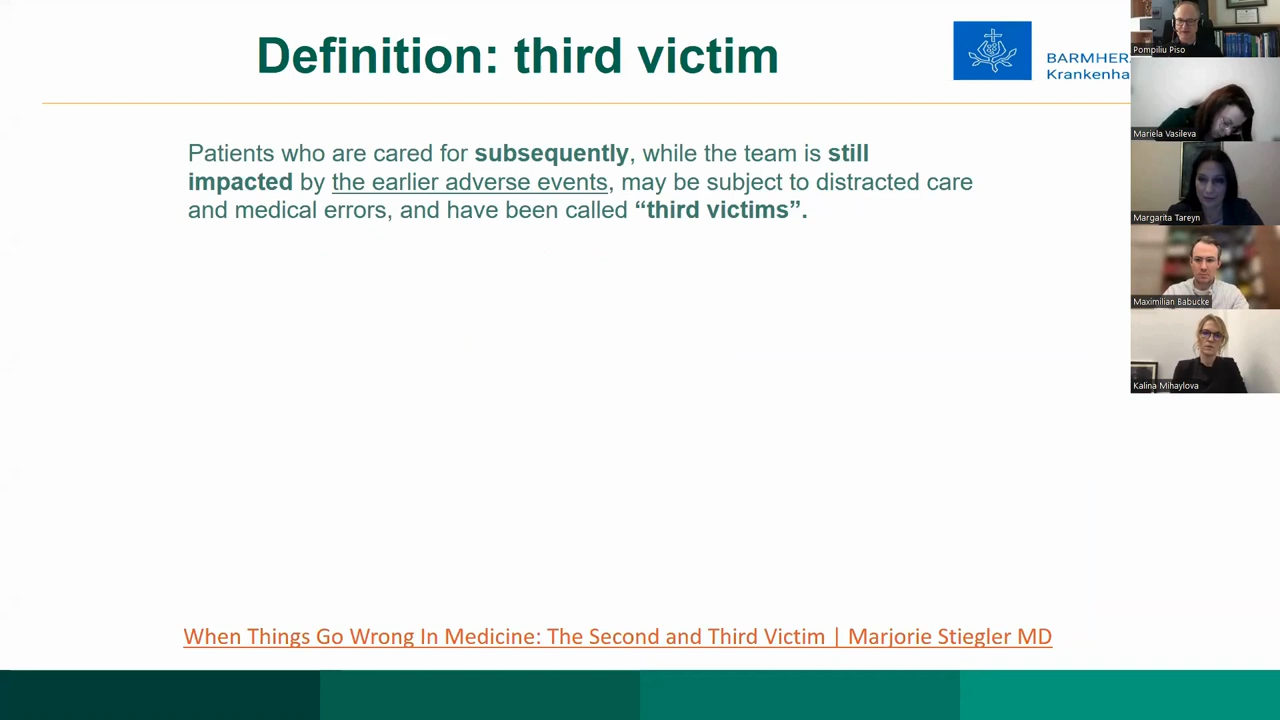 Definition: third victim
BARMHER
Krankenha
Patients who are cared for subsequently, while the team is still
impacted by the earlier adverse events, may be subject to distracted care
and medical errors, and have been called “third victims”.
When Things Go Wrong In Medicine: The Second and Third Victim | Marjorie Stiegler MD
Pompiliu Piso
Mariela Vasileva
Margarita Tareyn
Maximilian Babucke
Kalina Mihaylova